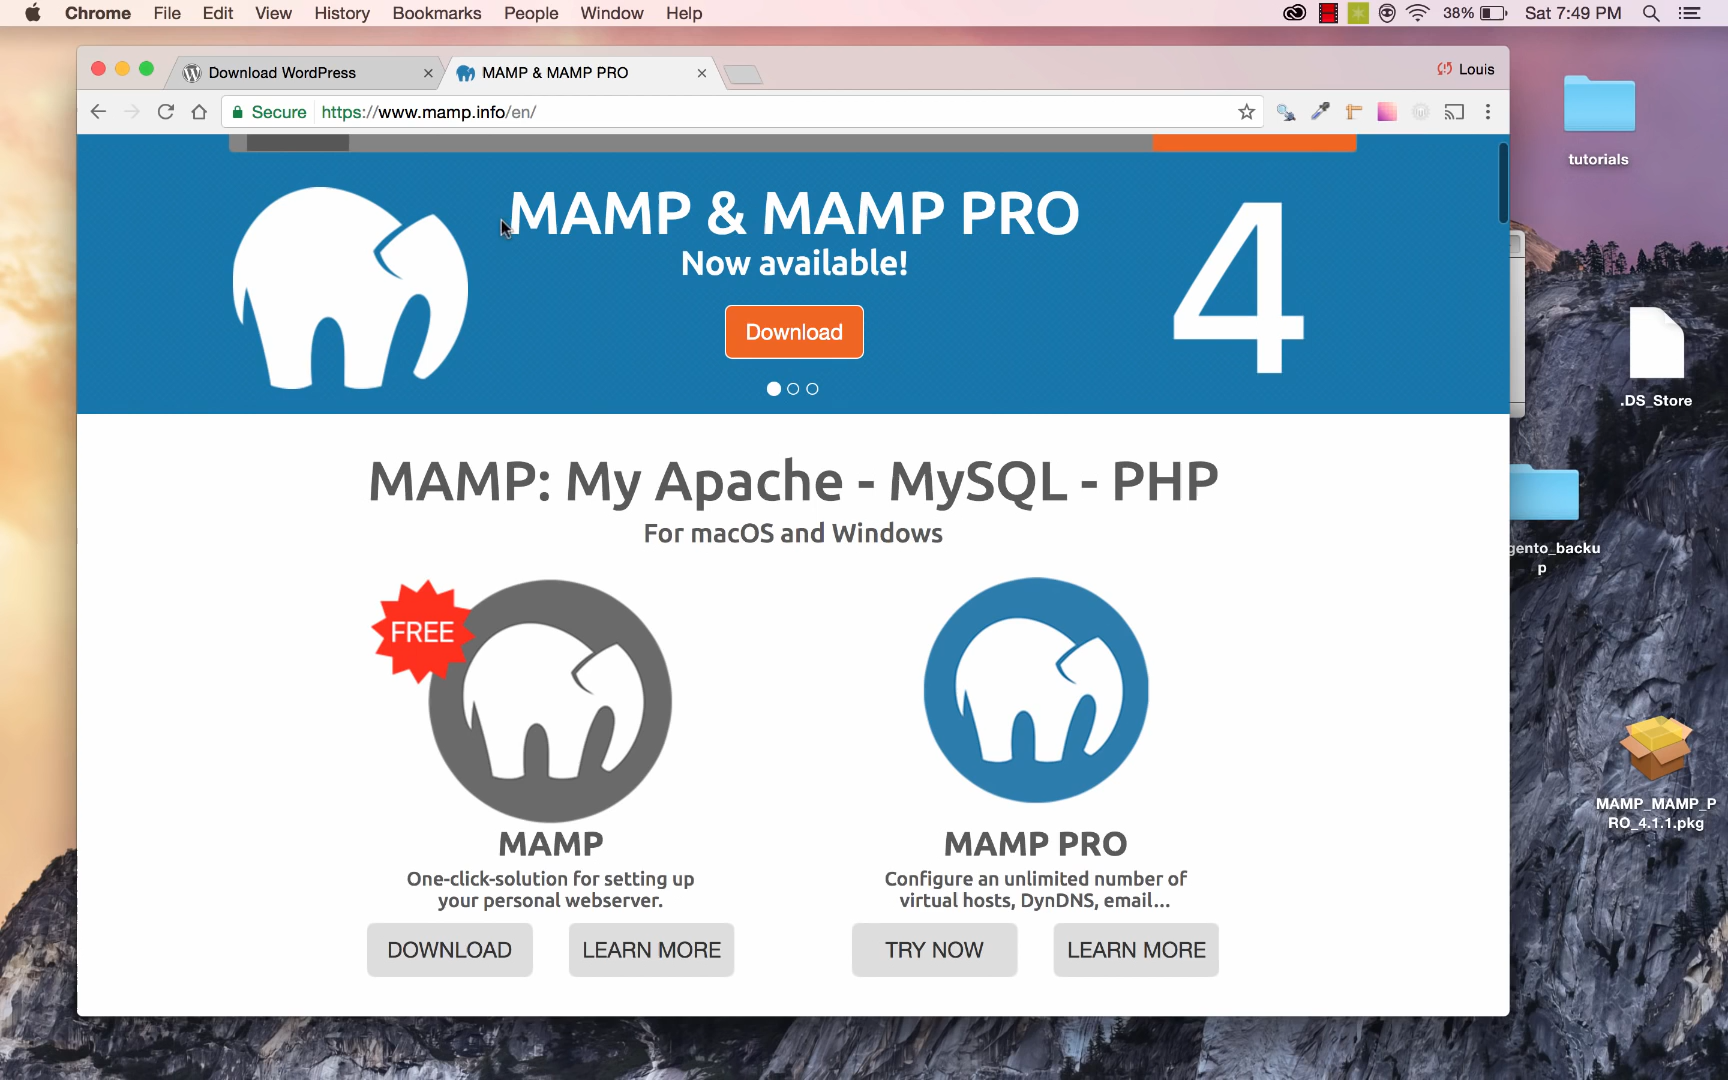 Chrome File Edit View History Bookmarks People Window Help 38% Sat 7:49 PM
Download WordPress MAMP & MAMP PRO Louis
Secure https://www.mamp.info/en/
MAMP & MAMP PRO
Now available!
Download
4
MAMP: My Apache - MySQL - PHP
For macOS and Windows
FREE
MAMP
One-click-solution for setting up
your personal webserver.
DOWNLOAD LEARN MORE
MAMP PRO
Configure an unlimited number of
virtual hosts, DynDNS, email...
TRY NOW LEARN MORE
tutorials
.DS_Store
gento_backu
p
MAMP_MAMP_P
RO_4.1.1.pkg